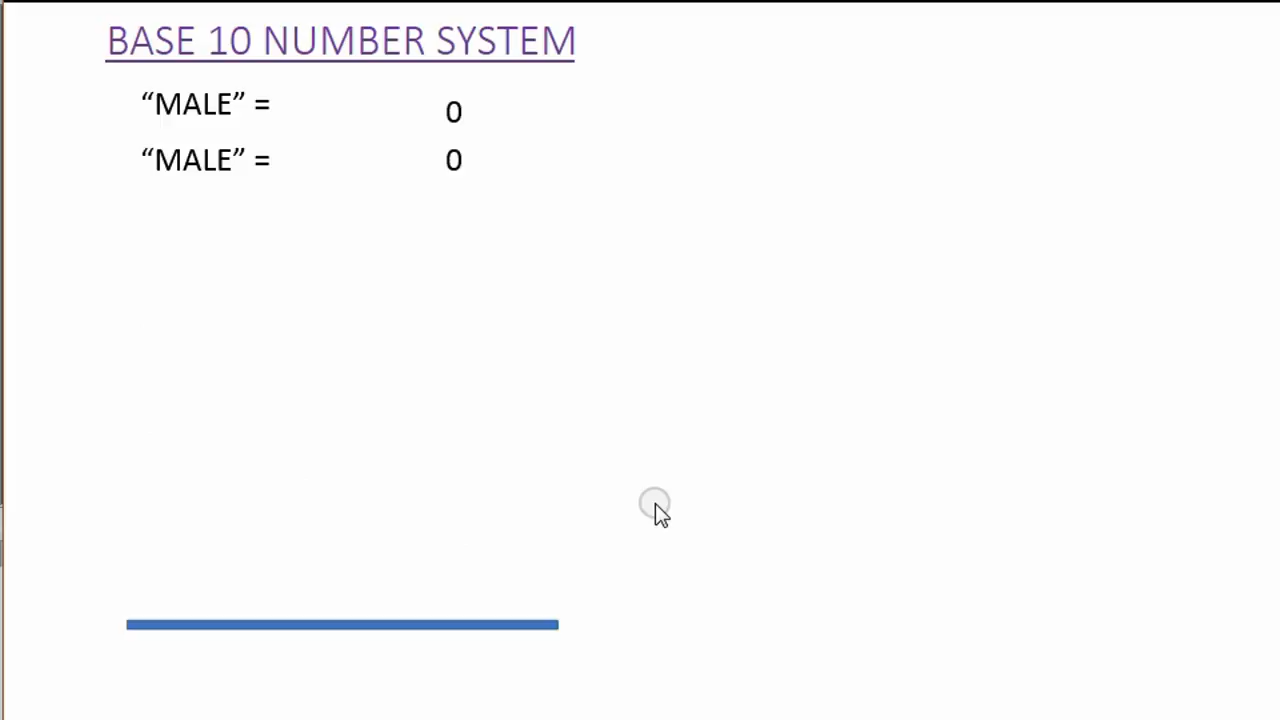 BASE 10 NUMBER SYSTEM
“MALE” = 0
“MALE” = 0